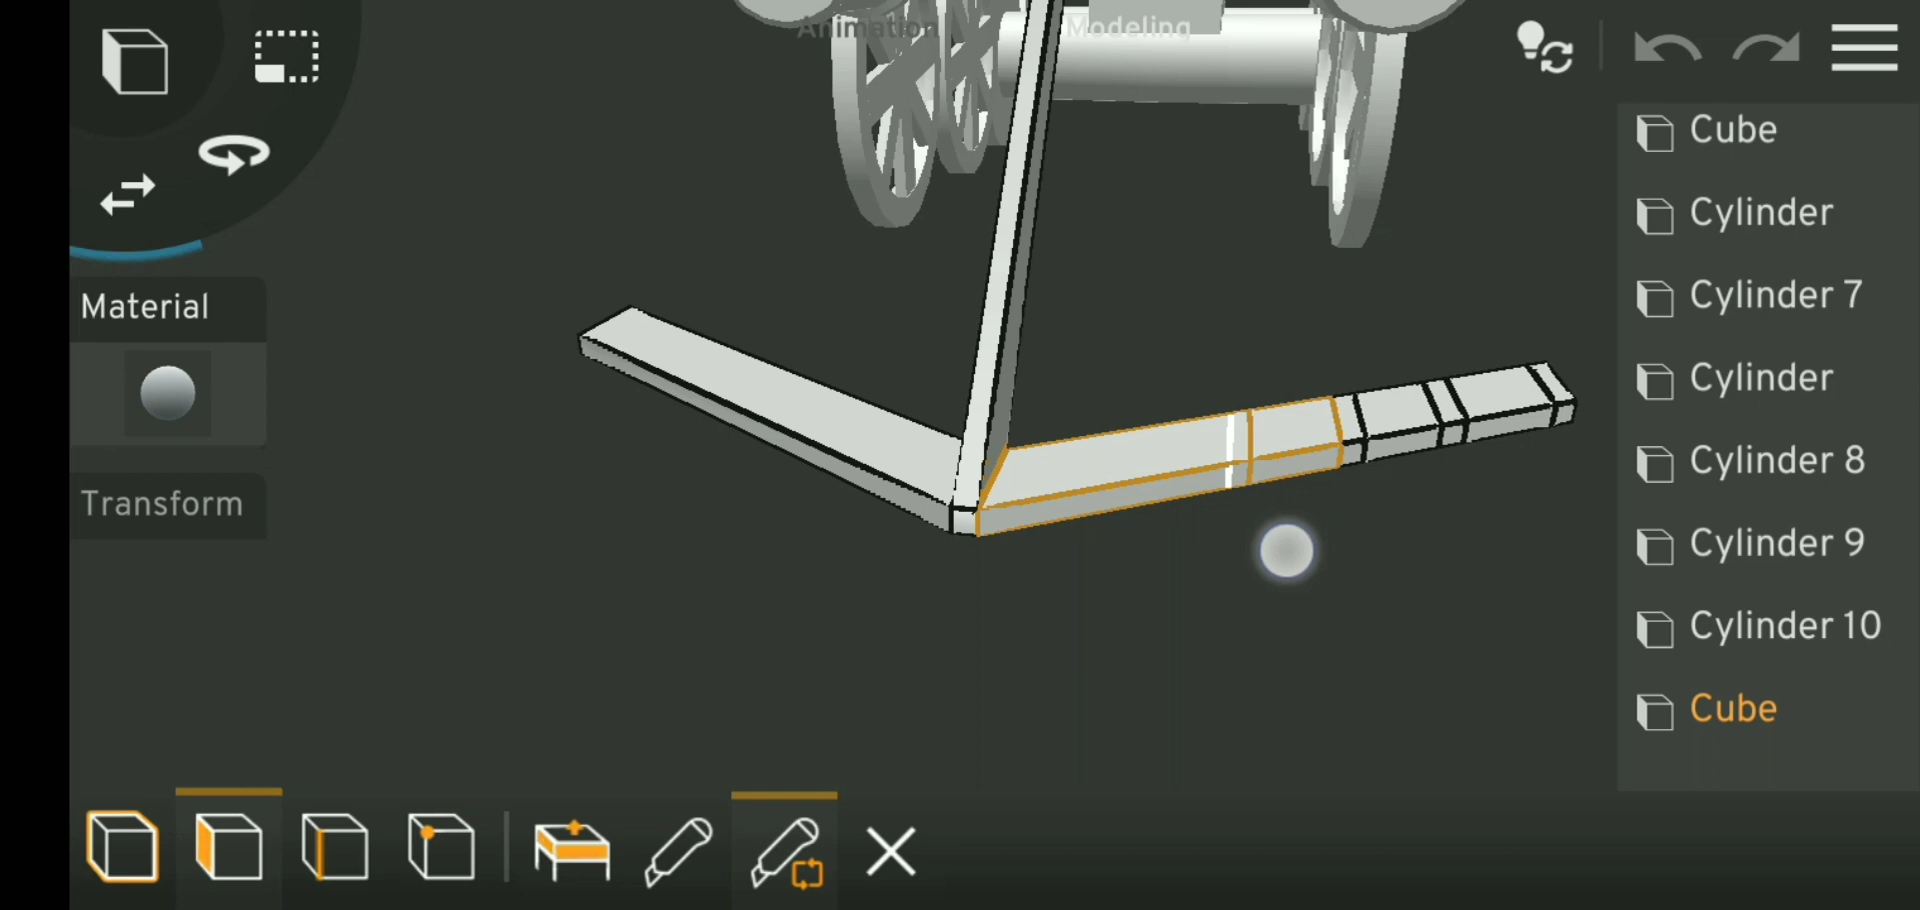 Animation
Modeling
Material
Transform
Cube
Cylinder
Cylinder 7
Cylinder
Cylinder 8
Cylinder 9
Cylinder 10
Cube